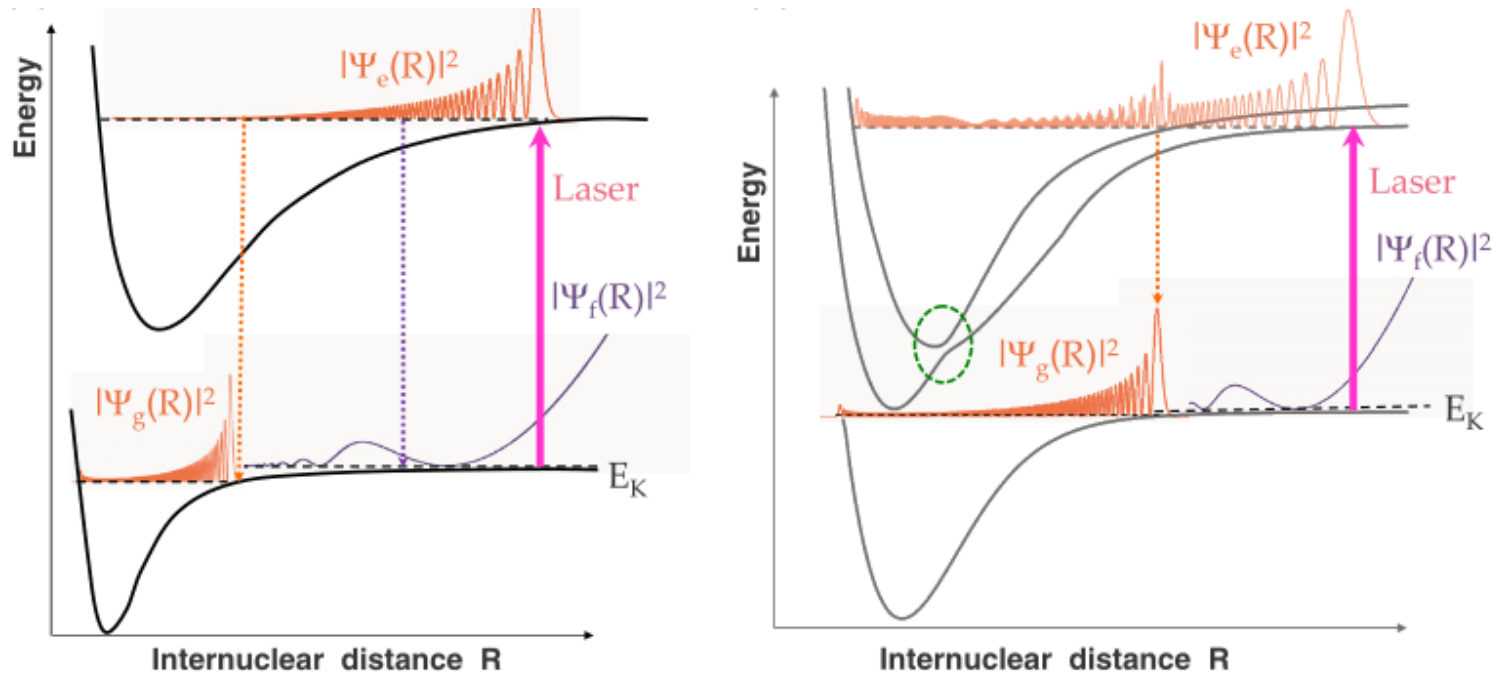 Energy
|Ψe(R)|²
Laser
|Ψf(R)|²
|Ψg(R)|²
EK
Internuclear distance R
Energy
|Ψe(R)|²
Laser
|Ψf(R)|²
|Ψg(R)|²
EK
Internuclear distance R